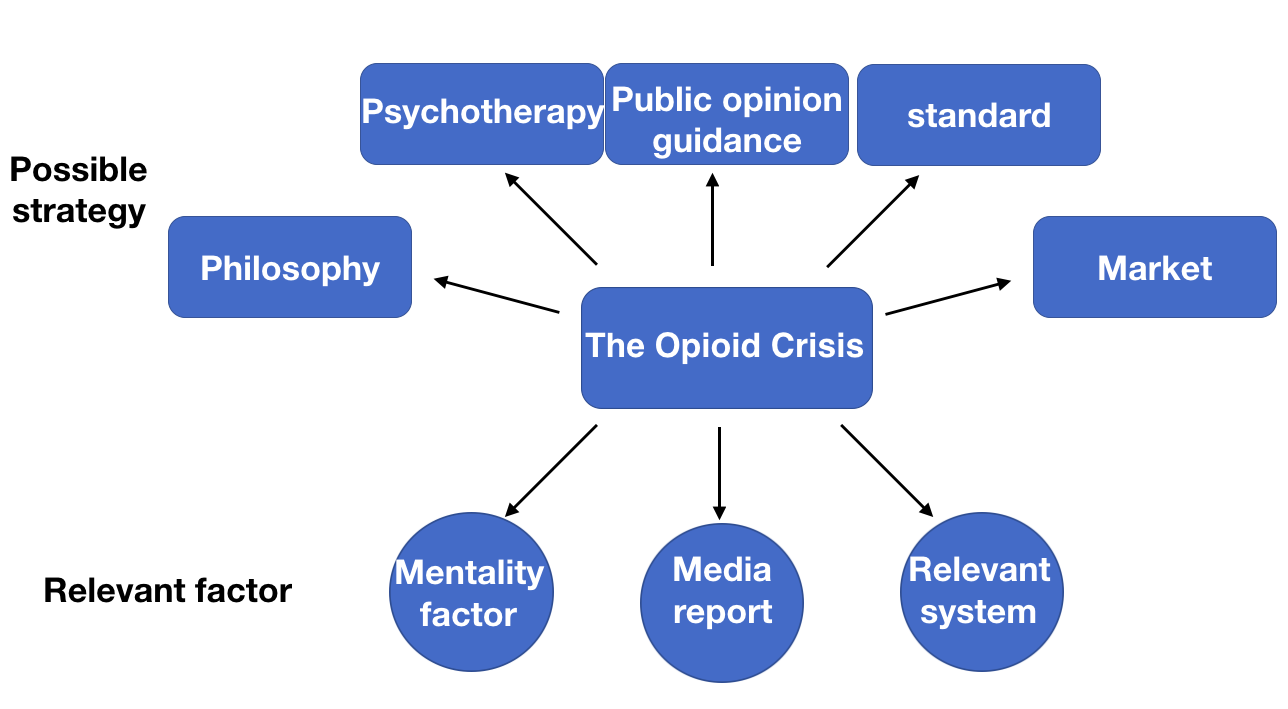 Psychotherapy
Public opinion
guidance
standard
Possible
strategy
Philosophy
Market
The Opioid Crisis
Mentality
factor
Media
report
Relevant
system
Relevant factor